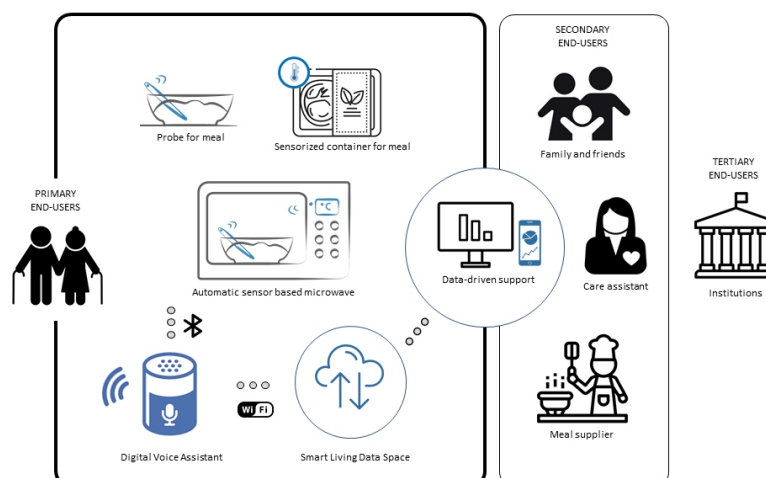 SECONDARY
END-USERS
Probe for meal
Sensorized container for meal
Family and friends
TERTIARY
END-USERS
PRIMARY
END-USERS
°C
Automatic sensor based microwave
Data-driven support
Care assistant
Institutions
Wi Fi
Digital Voice Assistant
Smart Living Data Space
Meal supplier